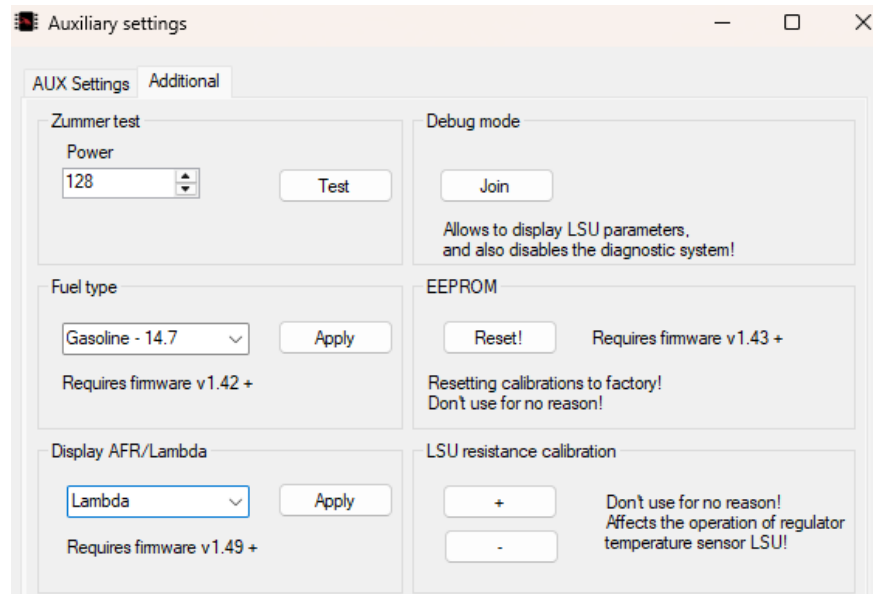 Auxiliary settings
AUX Settings
Additional
Zummer test
Power
128
Test
Debug mode
Join
Allows to display LSU parameters,
and also disables the diagnostic system!
Fuel type
Gasoline - 14.7
Apply
Requires firmware v1.42 +
EEPROM
Reset!
Requires firmware v1.43 +
Resetting calibrations to factory!
Don't use for no reason!
Display AFR/Lambda
Lambda
Apply
Requires firmware v1.49 +
LSU resistance calibration
+
-
Don't use for no reason!
Affects the operation of regulator
temperature sensor LSU!